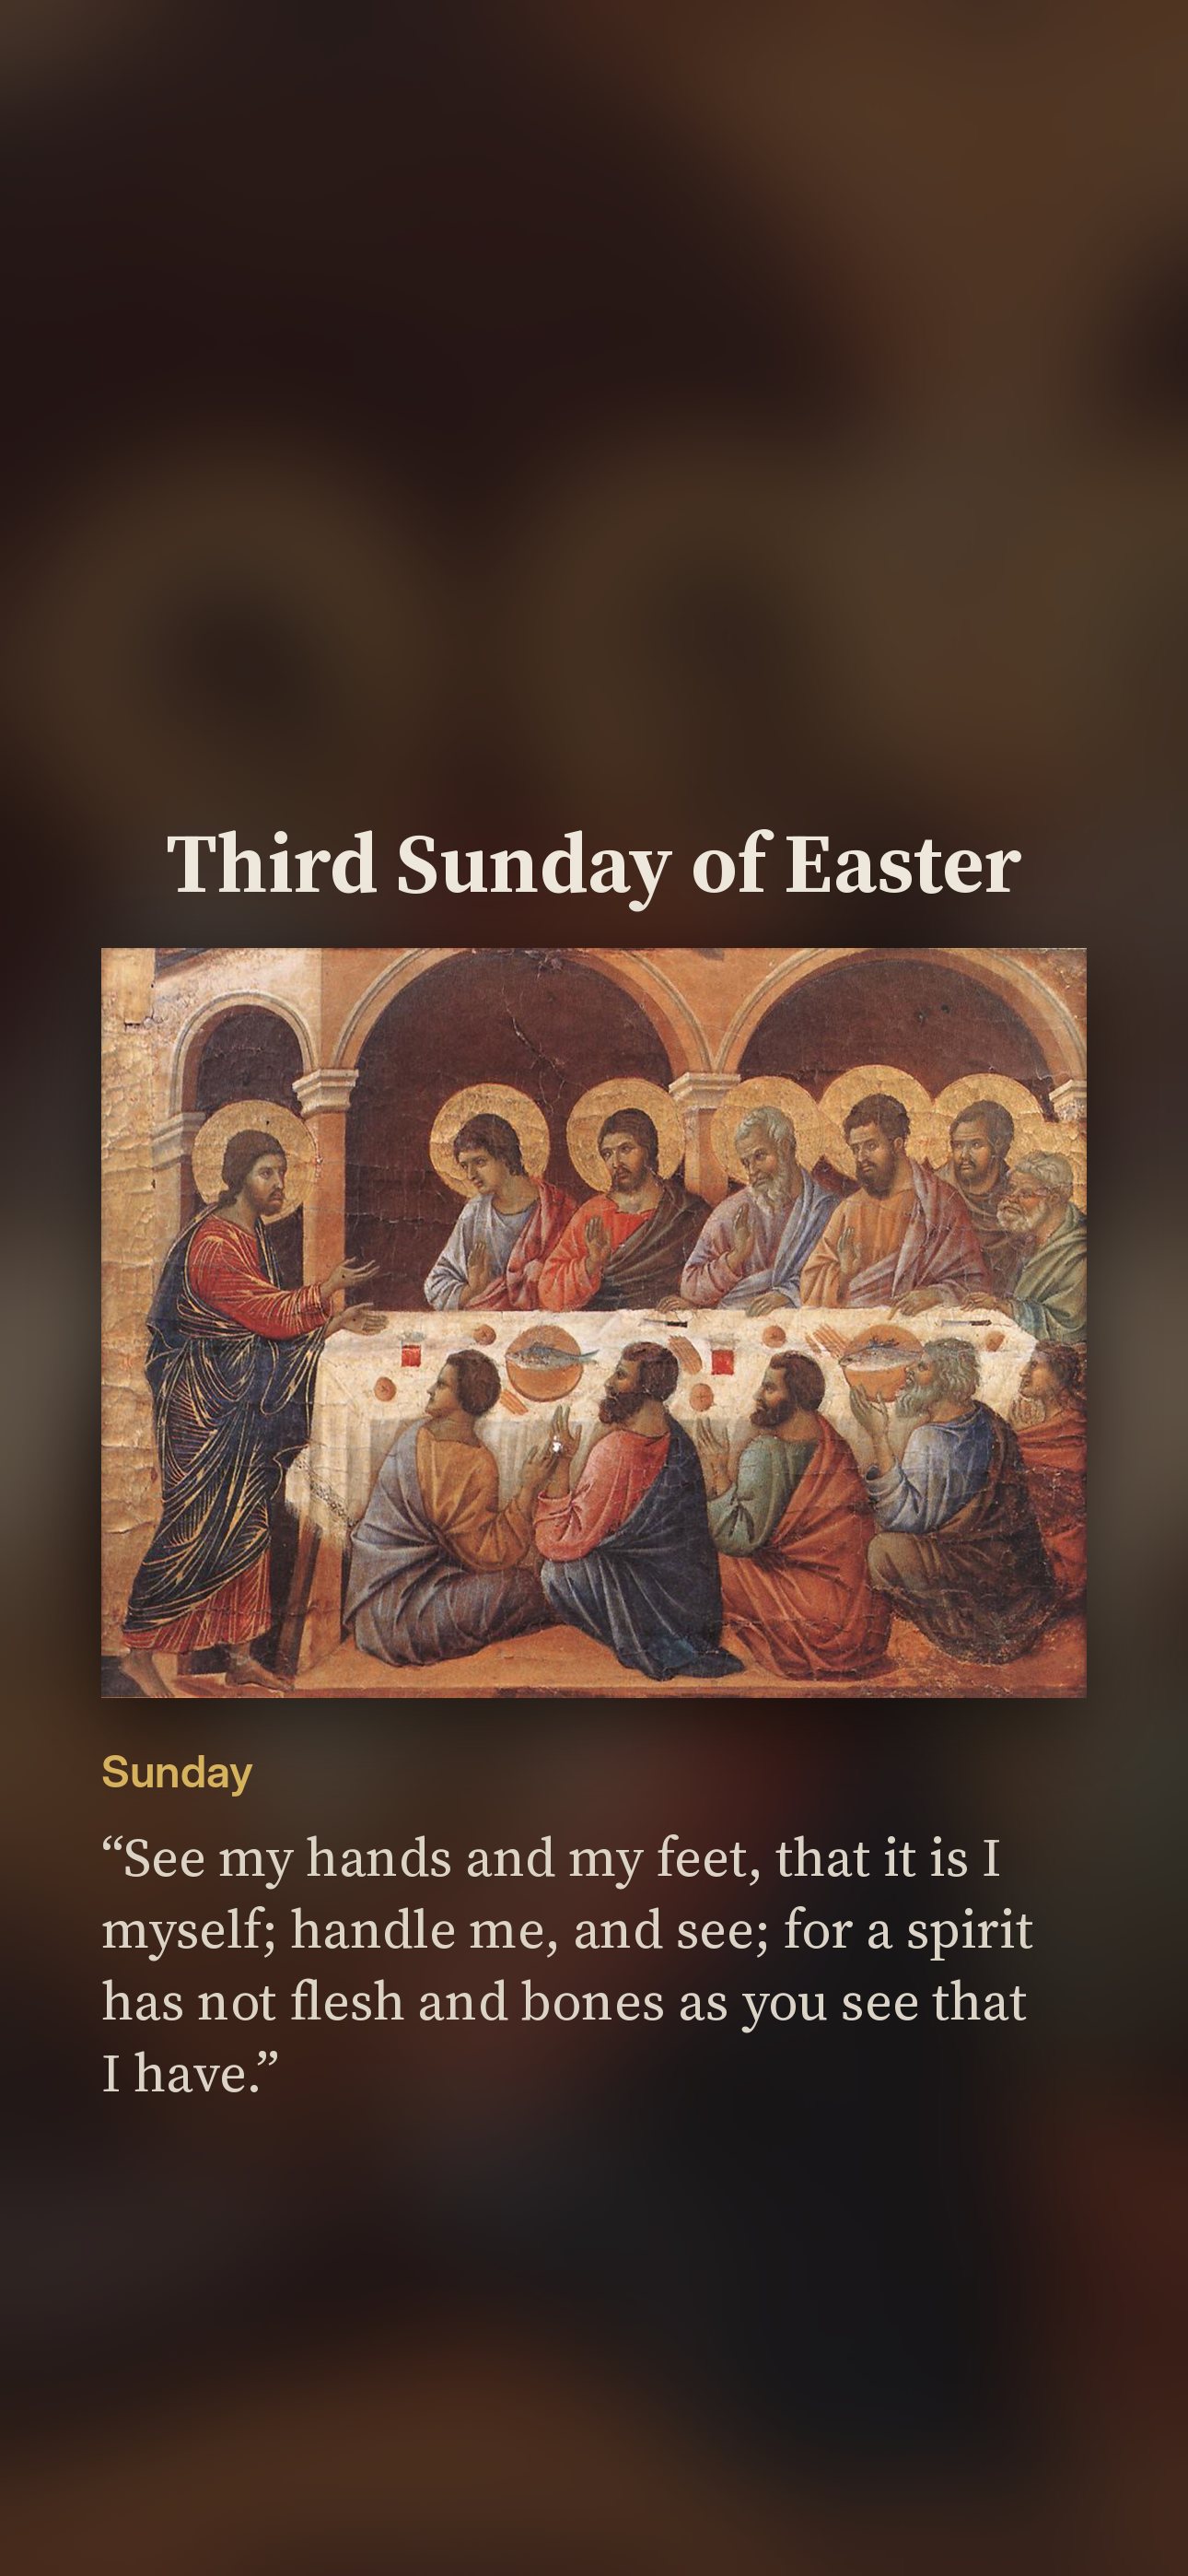 Third Sunday of Easter
Sunday
“See my hands and my feet, that it is I
myself; handle me, and see; for a spirit
has not flesh and bones as you see that
I have.”